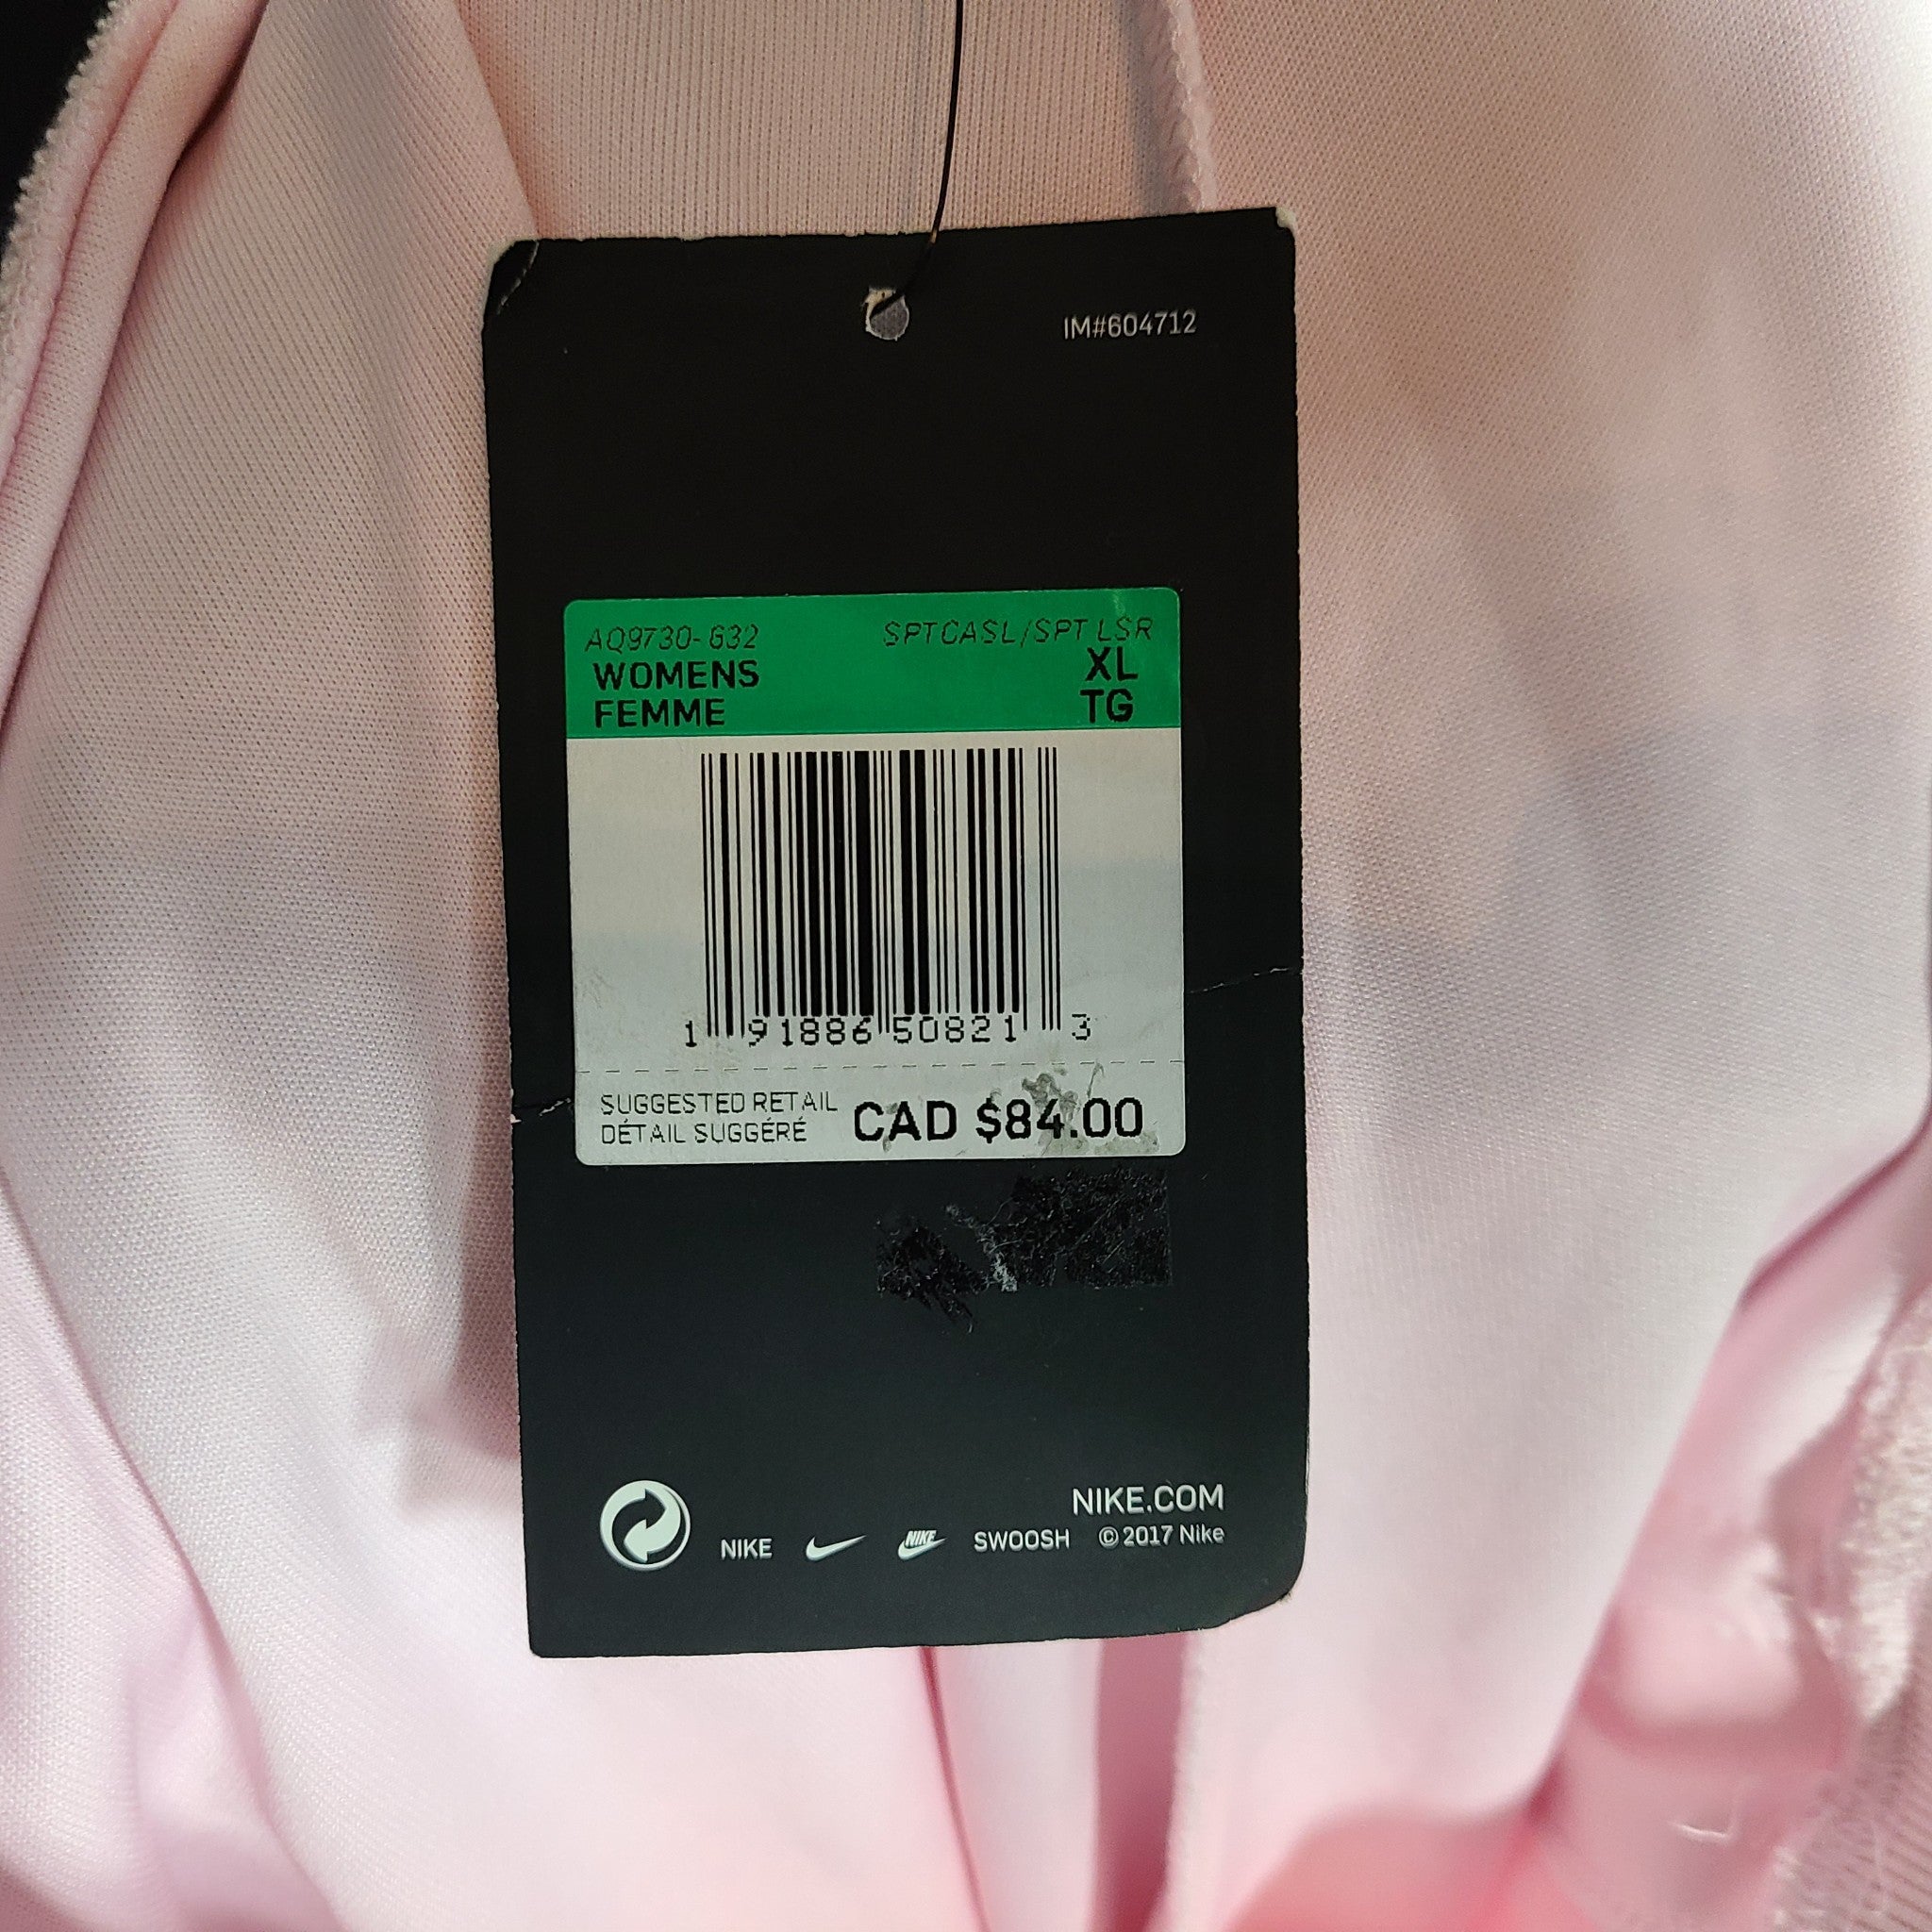 IM#604712
AQ9730-632 SPTCASL/SPT LSR
WOMENS XL
FEMME TG
1 91886 50821 3
SUGGESTED RETAIL
DÉTAIL SUGGÉRÉ CAD $84.00
NIKE.COM
NIKE NIKE SWOOSH © 2017 Nike